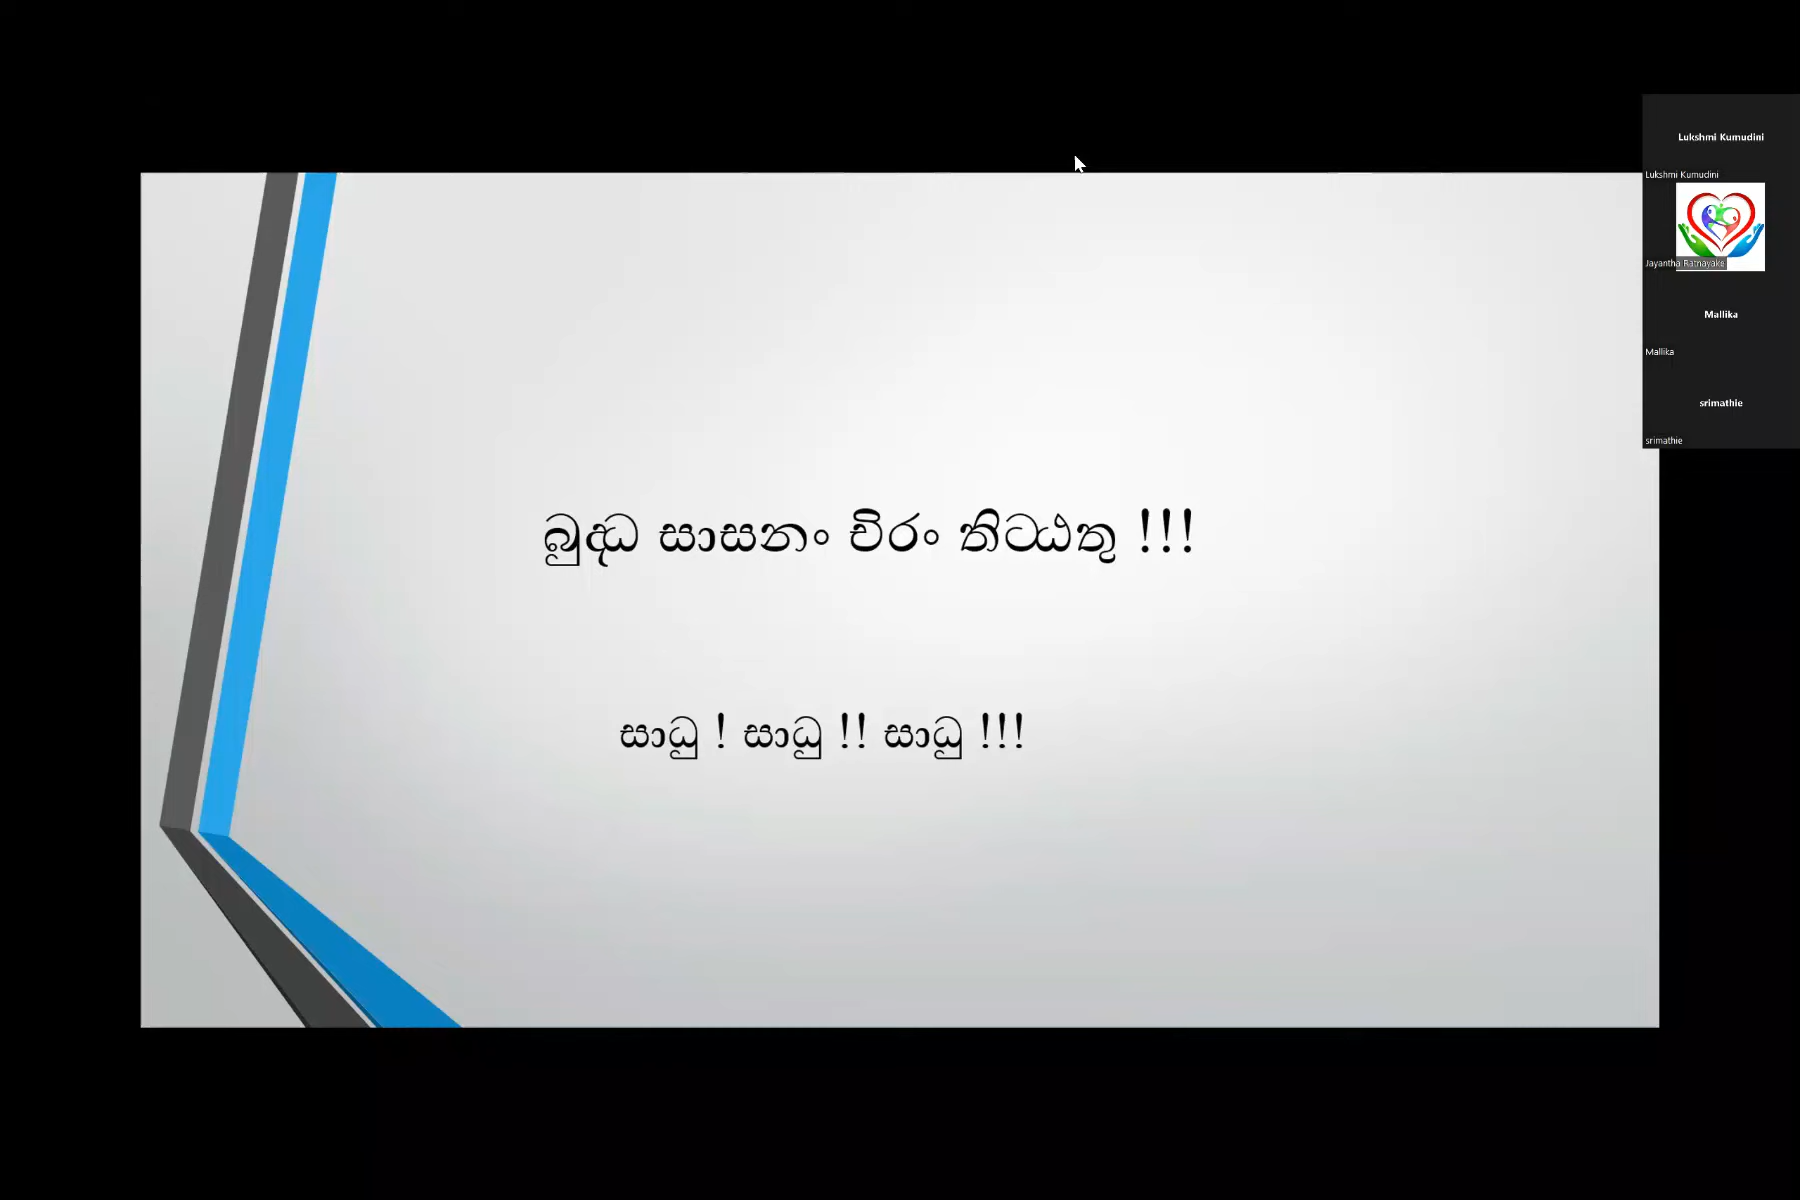 Lukshmi Kumudini
Lukshmi Kumudini
Jayantha Ratnayake
Mallika
Mallika
srimathie
srimathie
බුද්‍ධ සාසනං චිරං තිට්‍ඨතු !!!
සාධු ! සාධු !! සාධු !!!